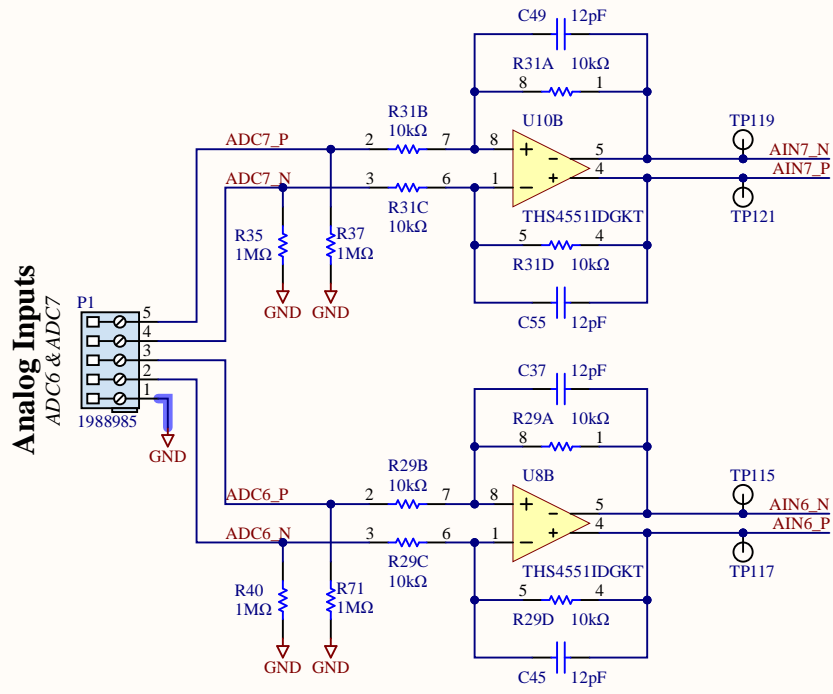 C49 12pF
R31A 10kΩ
8 1
R31B
10kΩ
U10B
TP119
ADC7_P
2 7 8 + − 5
AIN7_N
+ 4
AIN7_P
ADC7_N
3 6 1 −
R31C
10kΩ
TP121
THS4551IDGKT
R35
1MΩ
R37
1MΩ
5 4
R31D 10kΩ
GND GND
C55 12pF
Analog Inputs
ADC6 & ADC7
P1
5
4
3
2
1
1988985
GND
C37 12pF
R29A 10kΩ
8 1
R29B
10kΩ
U8B
TP115
ADC6_P
2 7 8 + − 5
AIN6_N
+ 4
AIN6_P
ADC6_N
3 6 1 −
R29C
10kΩ
TP117
THS4551IDGKT
R40
1MΩ
R71
1MΩ
5 4
R29D 10kΩ
GND GND
C45 12pF